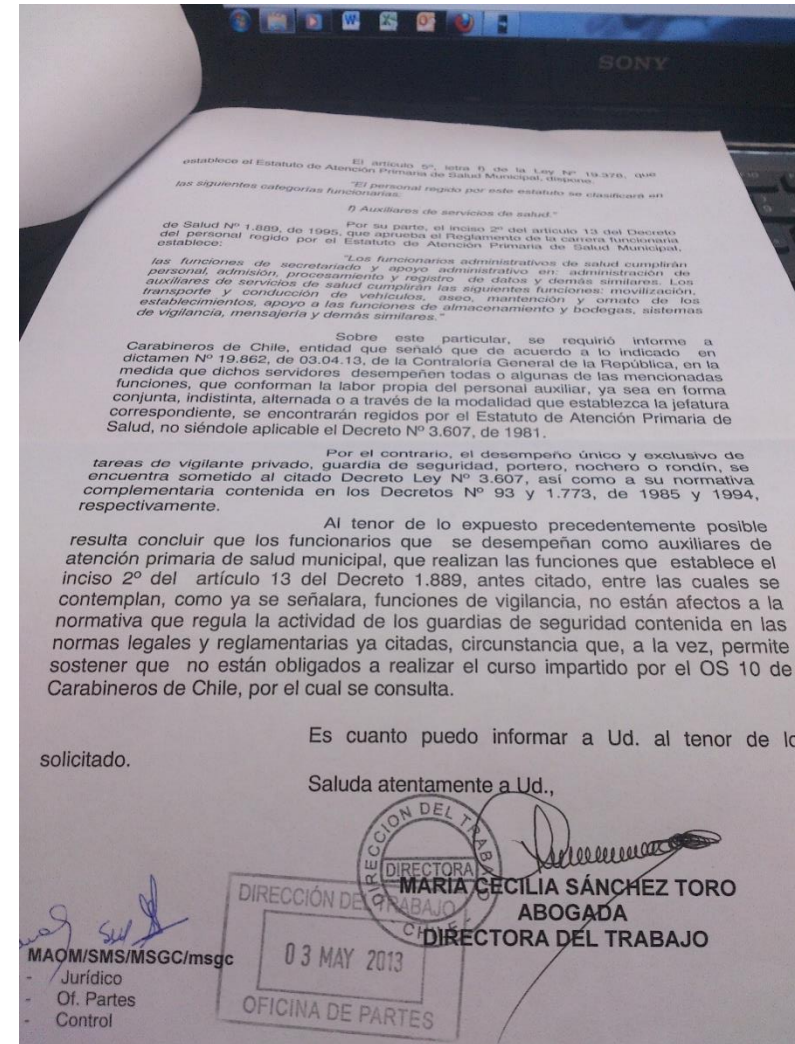 SONY
El artículo 5º, letra f) de la Ley Nº 19.378, que
establece el Estatuto de Atención Primaria de Salud Municipal, dispone.
"El personal regido por este estatuto se clasificará en
las siguientes categorías funcionarias:
f) Auxiliares de servicios de salud."
Por su parte, el inciso 2º del artículo 13 del Decreto
de Salud Nº 1.889, de 1995, que aprueba el Reglamento de la carrera funcionaria
del personal regido por el Estatuto de Atención Primaria de Salud Municipal,
establece:
"Los funcionarios administrativos de salud cumplirán
las funciones de secretariado y apoyo administrativo en: administración de
personal, admisión, procesamiento y registro de datos y demás similares. Los
auxiliares de servicios de salud cumplirán las siguientes funciones: movilización,
transporte y conducción de vehículos, aseo, mantención y ornato de los
establecimientos, apoyo a las funciones de almacenamiento y bodegas, sistemas
de vigilancia, mensajería y demás similares."
Sobre este particular, se requirió informe a
Carabineros de Chile, entidad que señaló que de acuerdo a lo indicado en
dictamen Nº 19.862, de 03.04.13, de la Contraloría General de la República, en la
medida que dichos servidores desempeñen todas o algunas de las mencionadas
funciones, que conforman la labor propia del personal auxiliar, ya sea en forma
conjunta, indistinta, alternada o a través de la modalidad que establezca la jefatura
correspondiente, se encontrarán regidos por el Estatuto de Atención Primaria de
Salud, no siéndole aplicable el Decreto Nº 3.607, de 1981.
Por el contrario, el desempeño único y exclusivo de
tareas de vigilante privado, guardia de seguridad, portero, nochero o rondín, se
encuentra sometido al citado Decreto Ley Nº 3.607, así como a su normativa
complementaria contenida en los Decretos Nº 93 y 1.773, de 1985 y 1994,
respectivamente.
Al tenor de lo expuesto precedentemente posible
resulta concluir que los funcionarios que se desempeñan como auxiliares de
atención primaria de salud municipal, que realizan las funciones que establece el
inciso 2º del artículo 13 del Decreto 1.889, antes citado, entre las cuales se
contemplan, como ya se señalara, funciones de vigilancia, no están afectos a la
normativa que regula la actividad de los guardias de seguridad contenida en las
normas legales y reglamentarias ya citadas, circunstancia que, a la vez, permite
sostener que no están obligados a realizar el curso impartido por el OS 10 de
Carabineros de Chile, por el cual se consulta.
Es cuanto puedo informar a Ud. al tenor de lo
solicitado.
Saluda atentamente a Ud.,
DIRECCION DEL TRABAJO
DIRECTORA
CHILE
MARIA CECILIA SÁNCHEZ TORO
ABOGADA
DIRECTORA DEL TRABAJO
DIRECCIÓN DEL TRABAJO
03 MAY 2013
OFICINA DE PARTES
MAOM/SMS/MSGC/msgc
- Jurídico
- Of. Partes
- Control